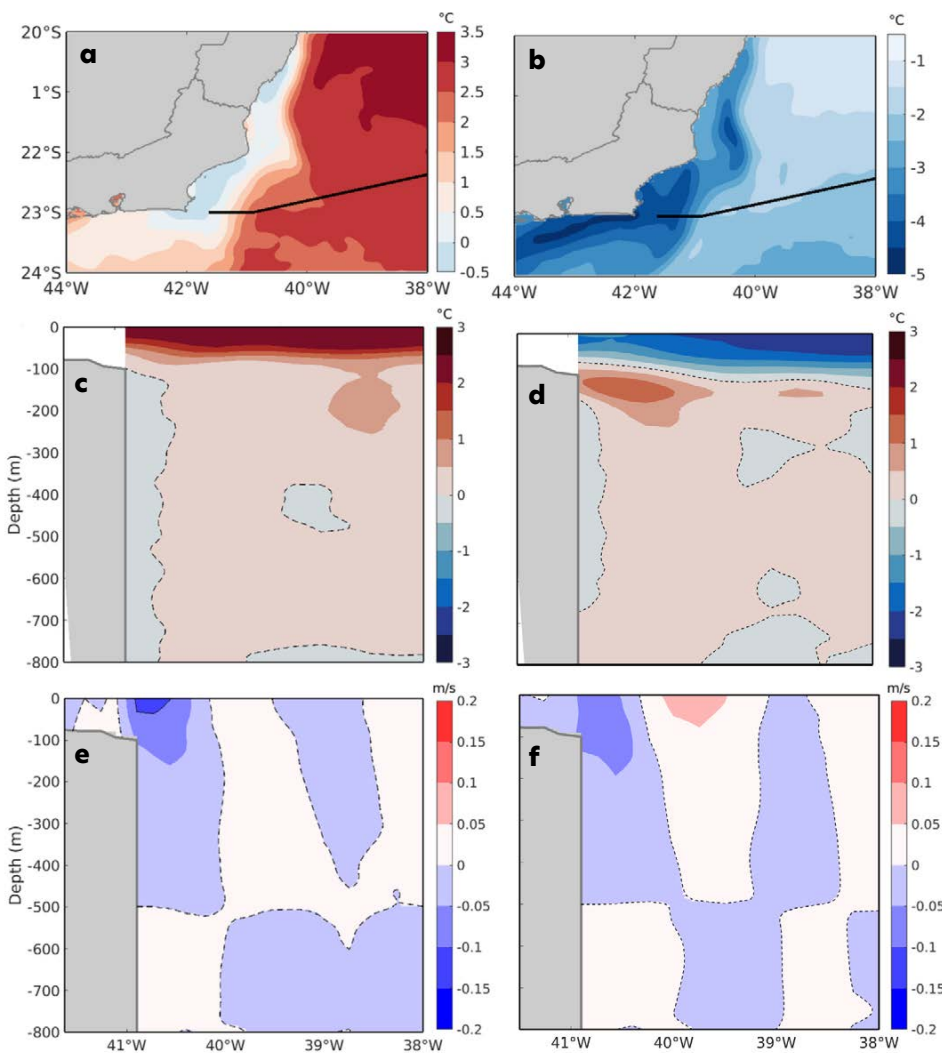 a
°C
20°S
1°S
22°S
23°S
24°S
44°W
42°W
40°W
38°W
3.5
3
2
1.5
2
1
0
-0.5
b
°C
44°W
42°W
40°W
38°W
-1
-2
-3
-4
-5
c
°C
Depth (m)
0
-100
-200
-300
-400
-500
-600
-700
-800
3
2
1
0
-1
-2
-3
d
°C
3
2
1
0
-1
-2
-3
e
m/s
Depth (m)
0
-100
-200
-300
-400
-500
-600
-700
-800
41°W
40°W
39°W
38°W
0.2
0.15
0.1
0.05
0
-0.05
-0.1
-0.15
-0.2
f
m/s
41°W
40°W
39°W
38°W
0.2
0.15
0.1
0.05
0
-0.05
-0.1
-0.15
-0.2